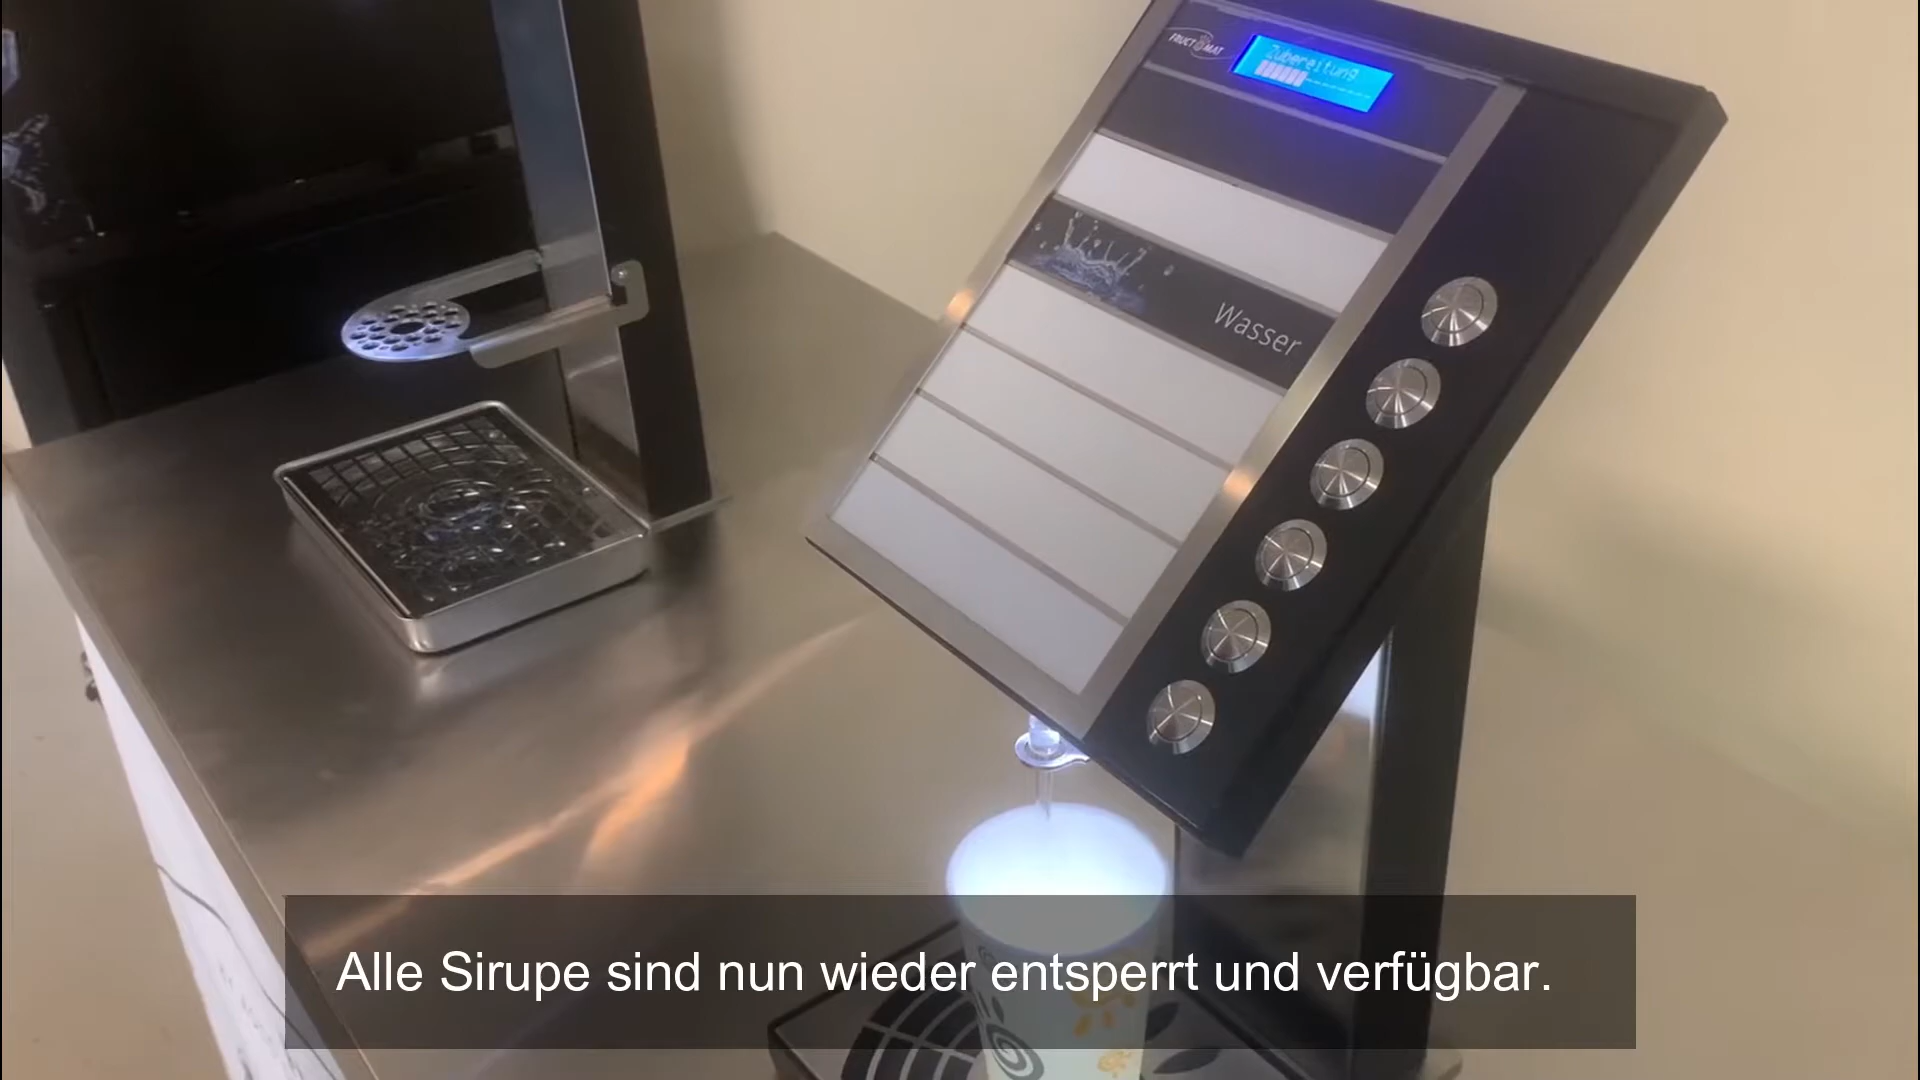 FRUCTOMAT
Zubereitung
Wasser
Alle Sirupe sind nun wieder entsperrt und verfügbar.